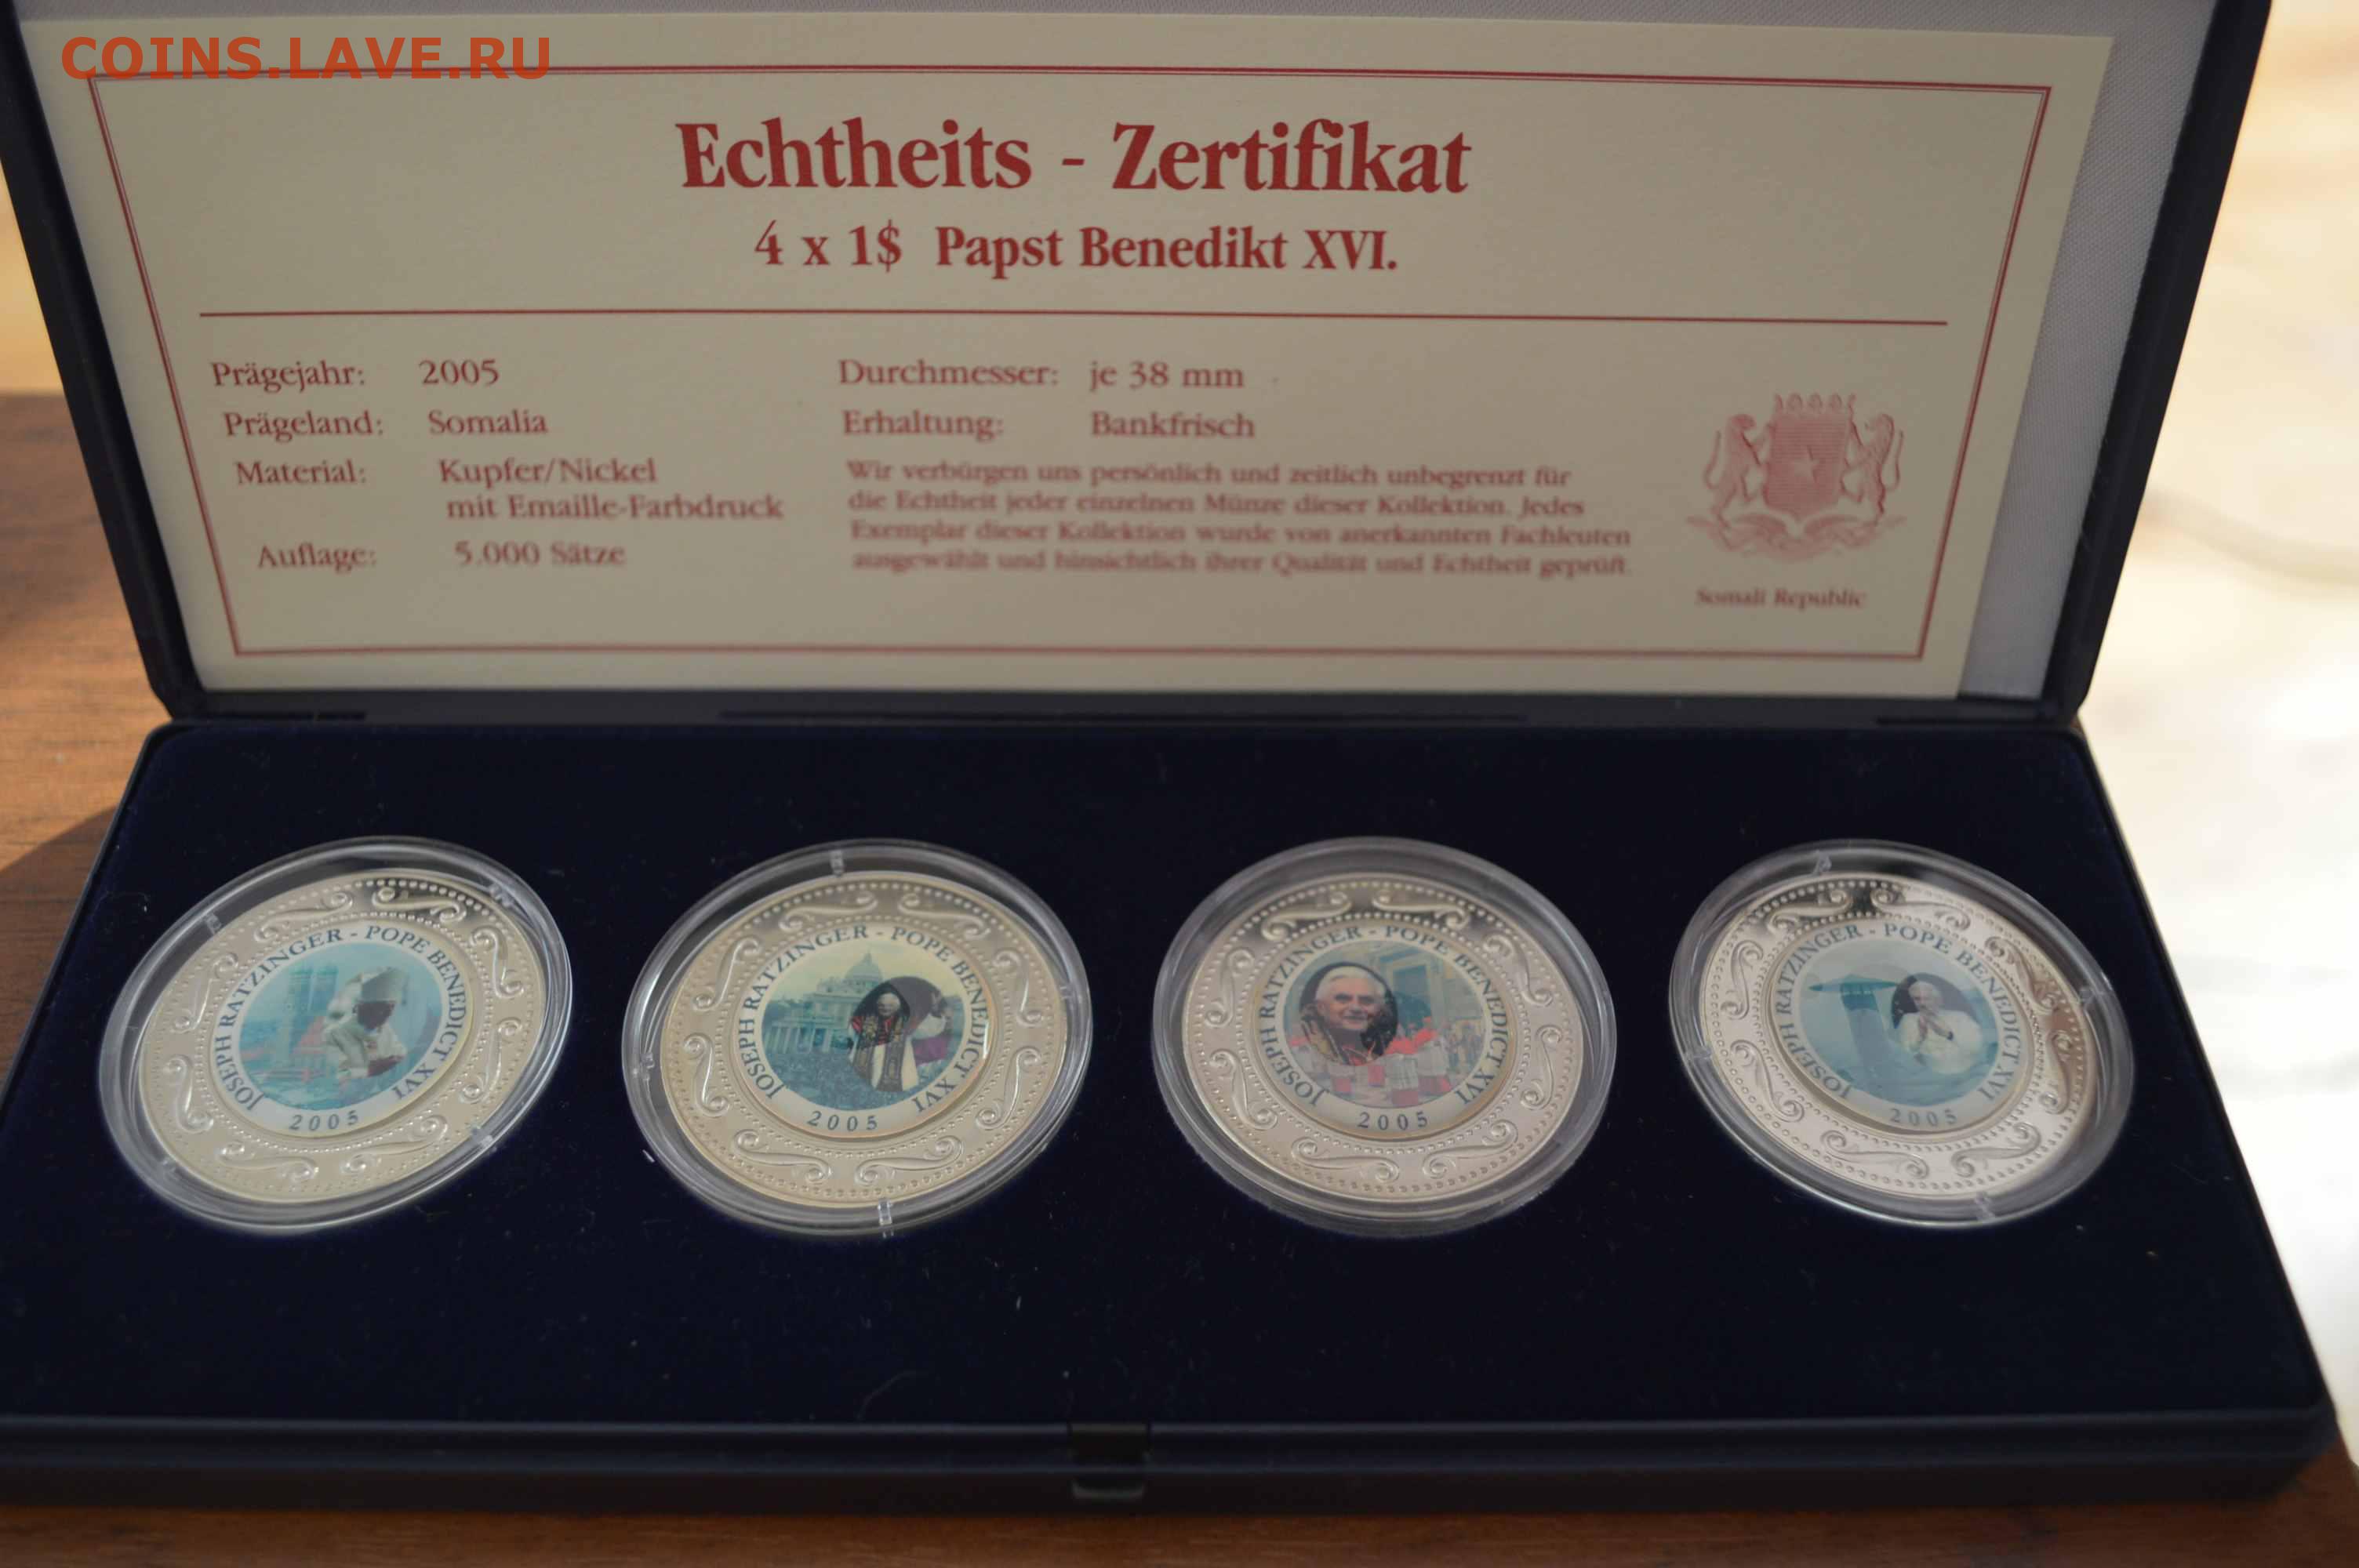 COINS.LAVE.RU
Echtheits - Zertifikat
4 x 1$ Papst Benedikt XVI.
Prägejahr: 2005
Prägeland: Somalia
Material: Kupfer/Nickel
mit Emaille-Farbdruck
Auflage: 5.000 Sätze
Durchmesser: je 38 mm
Erhaltung: Bankfrisch
Wir verbürgen uns persönlich und zeitlich unbegrenzt für
die Echtheit jeder einzelnen Münze dieser Kollektion. Jedes
Exemplar dieser Kollektion wurde von anerkannten Fachleuten
ausgewählt und hinsichtlich ihrer Qualität und Echtheit geprüft.
Somali Republic
JOSEPH RATZINGER - POPE BENEDICT XVI
2005
JOSEPH RATZINGER - POPE BENEDICT XVI
2005
JOSEPH RATZINGER - POPE BENEDICT XVI
2005
JOSEPH RATZINGER - POPE BENEDICT XVI
2005